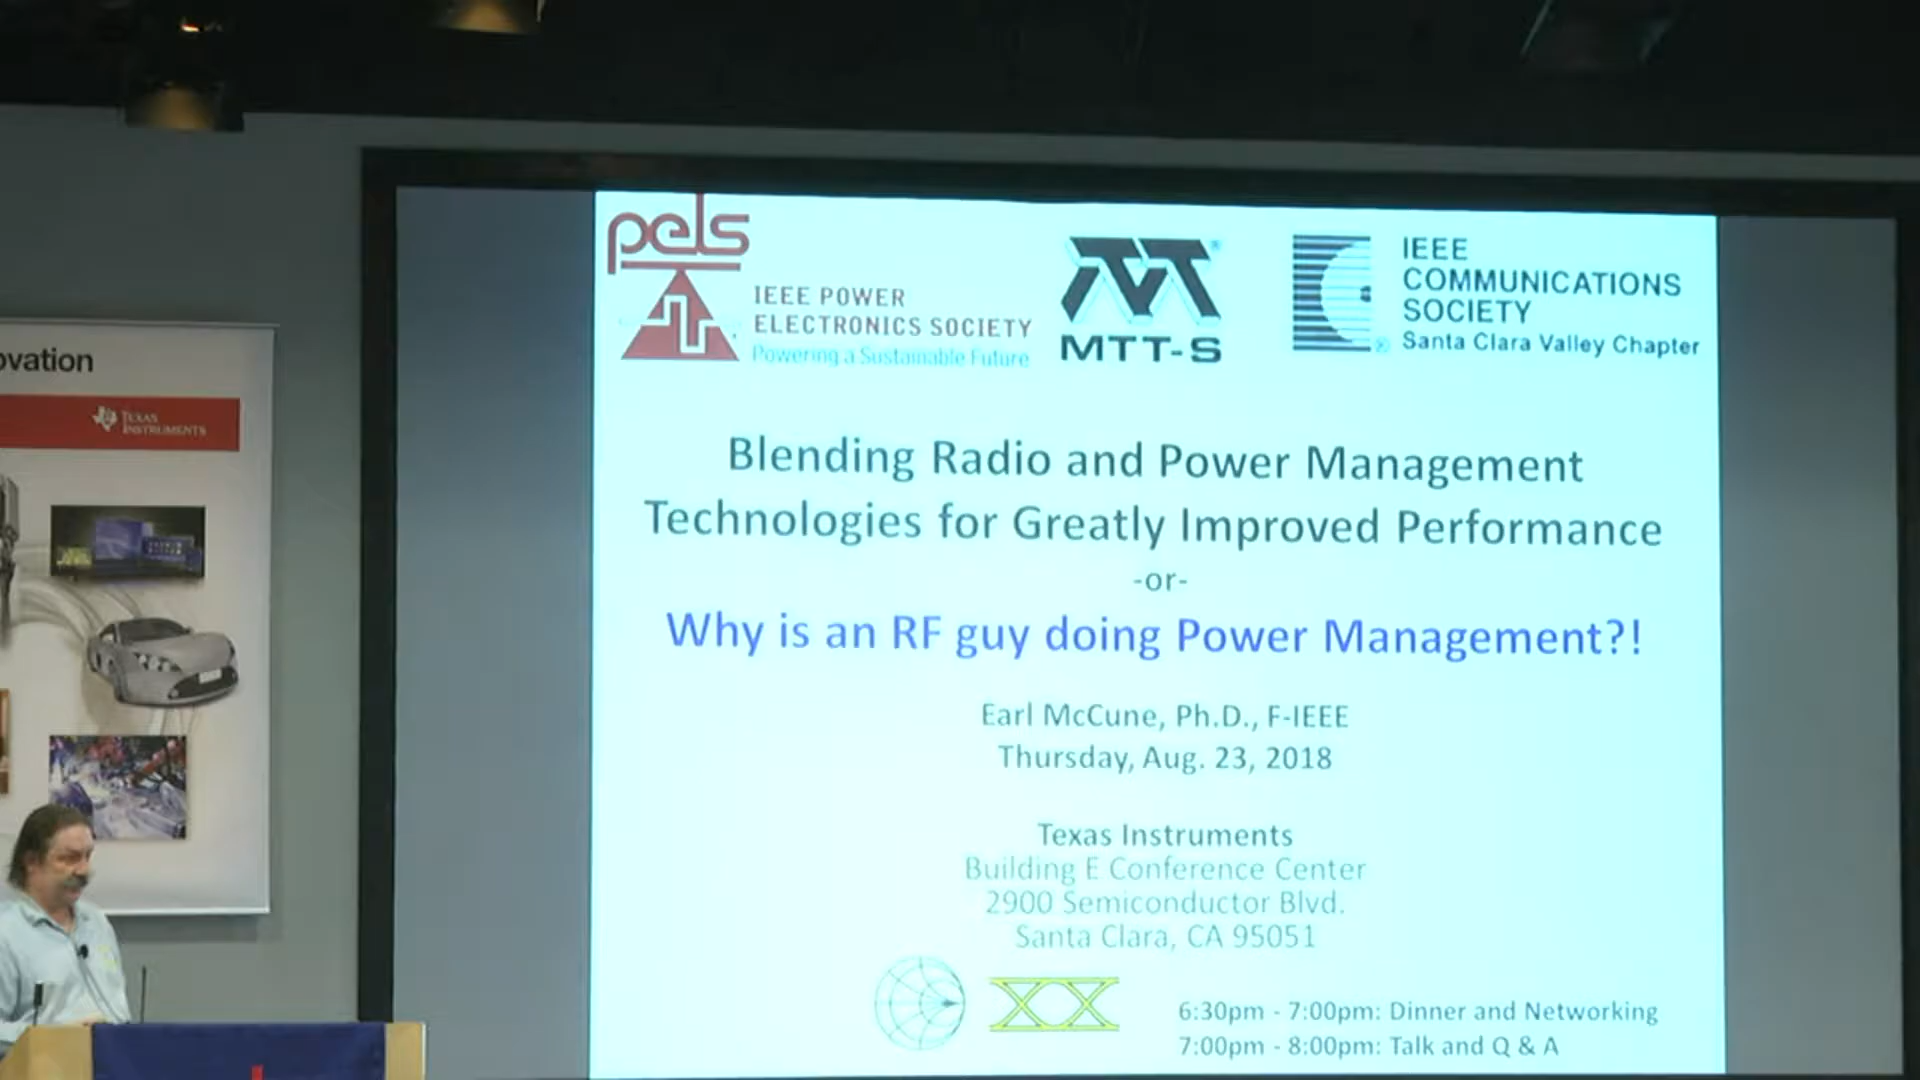 ovation
TEXAS
INSTRUMENTS
pels
IEEE POWER
ELECTRONICS SOCIETY
Powering a Sustainable Future
MTT-S
IEEE
COMMUNICATIONS
SOCIETY
Santa Clara Valley Chapter
Blending Radio and Power Management
Technologies for Greatly Improved Performance
-or-
Why is an RF guy doing Power Management?!
Earl McCune, Ph.D., F-IEEE
Thursday, Aug. 23, 2018
Texas Instruments
Building E Conference Center
2900 Semiconductor Blvd.
Santa Clara, CA 95051
6:30pm - 7:00pm: Dinner and Networking
7:00pm - 8:00pm: Talk and Q & A